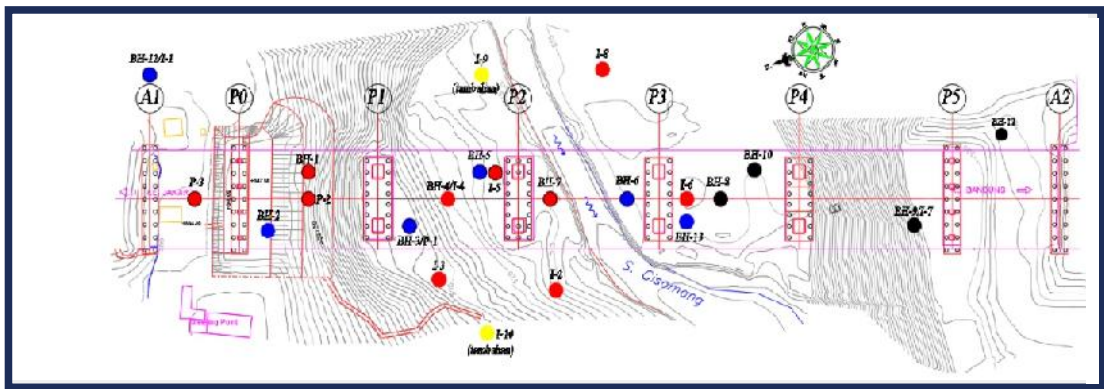 BH-12/I-1
I-9
(tambahan)
I-8
A1
P0
P1
P2
P3
P4
P5
A2
BH-12
BH-1
BH-5
I-5
BH-10
P-3
P-2
BH-4/I-4
BH-7
BH-6
I-6
BH-8
BANDUNG
BH-2
BH-3/P-1
BH-13
BH-9/I-7
I-3
I-2
S. Cisomang
I-10
(tambahan)